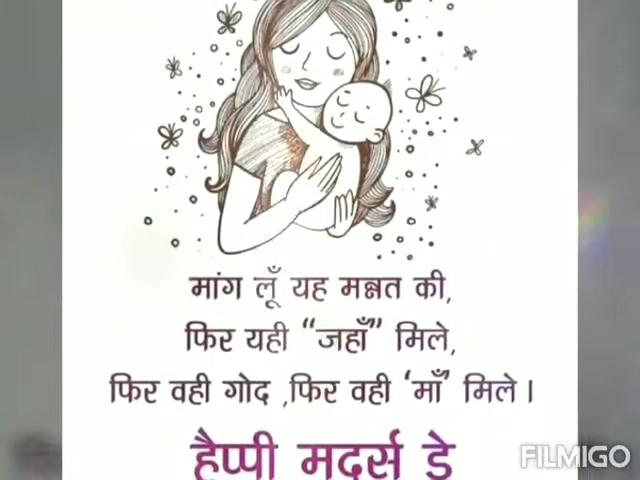 मांग लूँ यह मन्नत की,
फिर यही “जहाँ” मिले,
फिर वही गोद ,फिर वही ‘माँ’ मिले।
हैप्पी मदर्स डे
FILMIGO